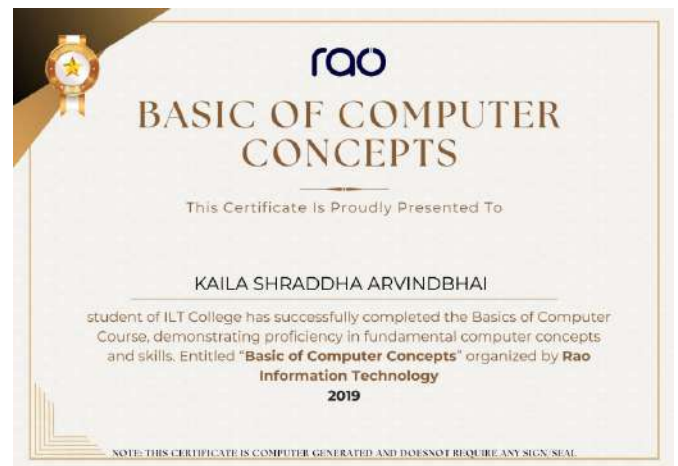 rao
BASIC OF COMPUTER
CONCEPTS
This Certificate Is Proudly Presented To
KAILA SHRADDHA ARVINDBHAI
student of ILT College has successfully completed the Basics of Computer
Course, demonstrating proficiency in fundamental computer concepts
and skills. Entitled "Basic of Computer Concepts" organized by Rao
Information Technology
2019
NOTE: THIS CERTIFICATE IS COMPUTER GENERATED AND DOESNOT REQUIRE ANY SIGN/SEAL